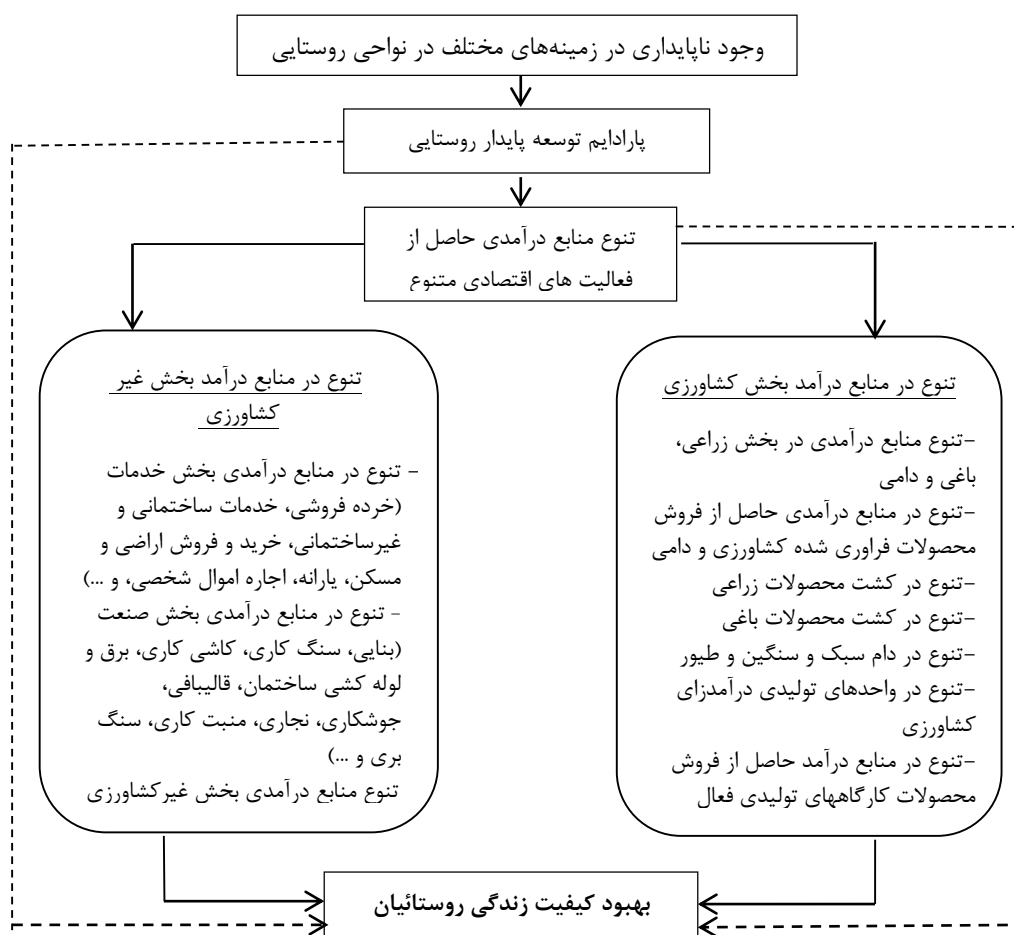 وجود ناپایداری در زمینه‌های مختلف در نواحی روستایی
پارادایم توسعه پایدار روستایی
تنوع منابع درآمدی حاصل از
فعالیت های اقتصادی متنوع
تنوع در منابع درآمد بخش کشاورزی
-تنوع منابع درآمدی در بخش زراعی،
باغی و دامی
-تنوع در منابع درآمدی حاصل از فروش
محصولات فراوری شده کشاورزی و دامی
-تنوع در کشت محصولات زراعی
-تنوع در کشت محصولات باغی
-تنوع در دام سبک و سنگین و طیور
-تنوع در واحدهای تولیدی درآمدزای
کشاورزی
-تنوع در منابع درآمد حاصل از فروش
محصولات کارگاههای تولیدی فعال
تنوع در منابع درآمد بخش غیر
کشاورزی
- تنوع در منابع درآمدی بخش خدمات
(خرده فروشی، خدمات ساختمانی و
غیرساختمانی، خرید و فروش اراضی و
مسکن، یارانه، اجاره اموال شخصی، و ...)
- تنوع در منابع درآمدی بخش صنعت
(بنایی، سنگ کاری، کاشی کاری، برق و
لوله کشی ساختمان، قالیبافی،
جوشکاری، نجاری، منبت کاری، سنگ
بری و ...)
تنوع منابع درآمدی بخش غیرکشاورزی
بهبود کیفیت زندگی روستائیان